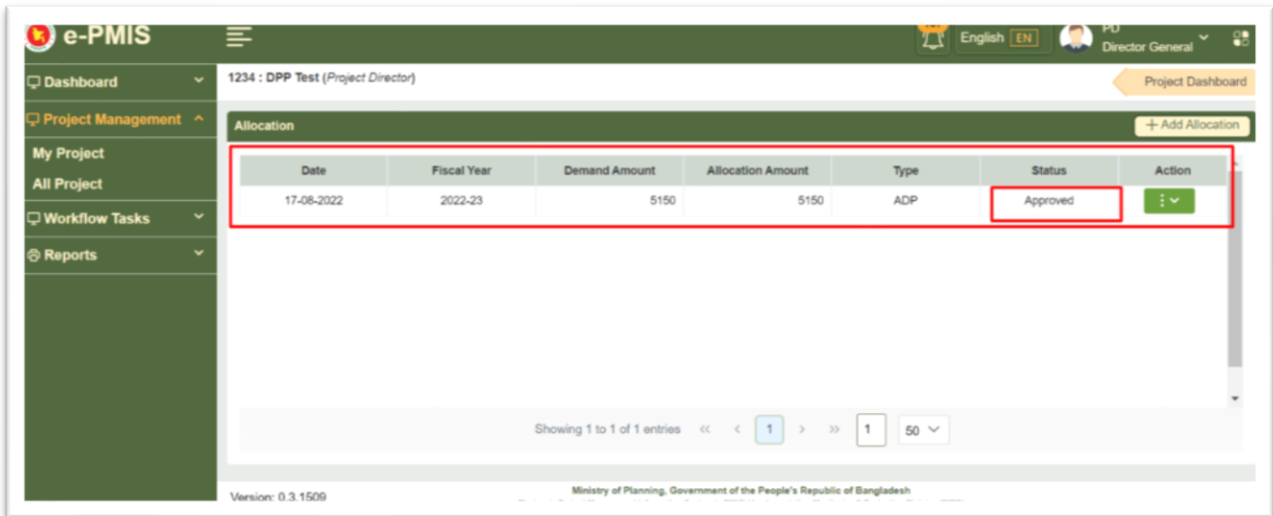 e-PMIS
English EN
PD
Director General
Dashboard
1234 : DPP Test (Project Director)
Project Dashboard
Project Management
Allocation
+ Add Allocation
My Project
All Project
Workflow Tasks
Reports
Date Fiscal Year Demand Amount Allocation Amount Type Status Action
17-08-2022 2022-23 5150 5150 ADP Approved
Showing 1 to 1 of 1 entries << < 1 > >> 1 50
Version: 0.3.1509
Ministry of Planning, Government of the People's Republic of Bangladesh